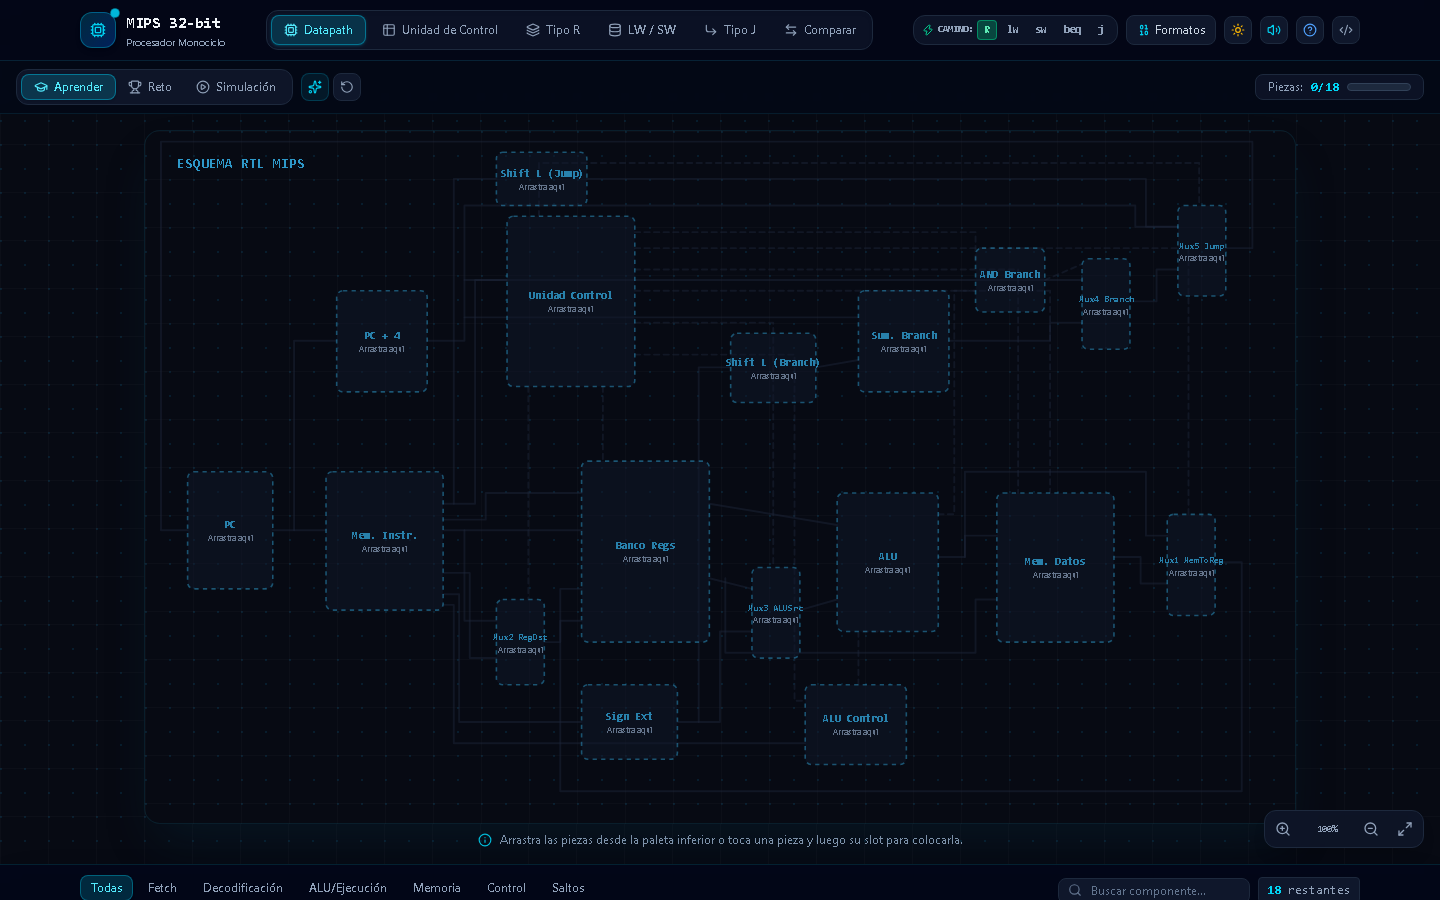 MIPS 32-bit
Procesador Monociclo
Datapath
Unidad de Control
Tipo R
LW / SW
Tipo J
Comparar
CAMINO: R lw sw beq j
Formatos
Aprender
Reto
Simulación
Piezas: 0/18
ESQUEMA RTL MIPS
Shift L (Jump)
Arrastra aquí
Mux5 Jump
Arrastra aquí
AND Branch
Arrastra aquí
Unidad Control
Arrastra aquí
Mux4 Branch
Arrastra aquí
PC + 4
Arrastra aquí
Sum. Branch
Arrastra aquí
Shift L (Branch)
Arrastra aquí
PC
Arrastra aquí
Mem. Instr.
Arrastra aquí
Banco Regs
Arrastra aquí
ALU
Arrastra aquí
Mem. Datos
Arrastra aquí
Mux1 MemToReg
Arrastra aquí
Mux3 ALUSrc
Arrastra aquí
Mux2 RegDst
Arrastra aquí
Sign Ext
Arrastra aquí
ALU Control
Arrastra aquí
Arrastra las piezas desde la paleta inferior o toca una pieza y luego su slot para colocarla.
100%
Todas
Fetch
Decodificación
ALU/Ejecución
Memoria
Control
Saltos
Buscar componente...
18 restantes